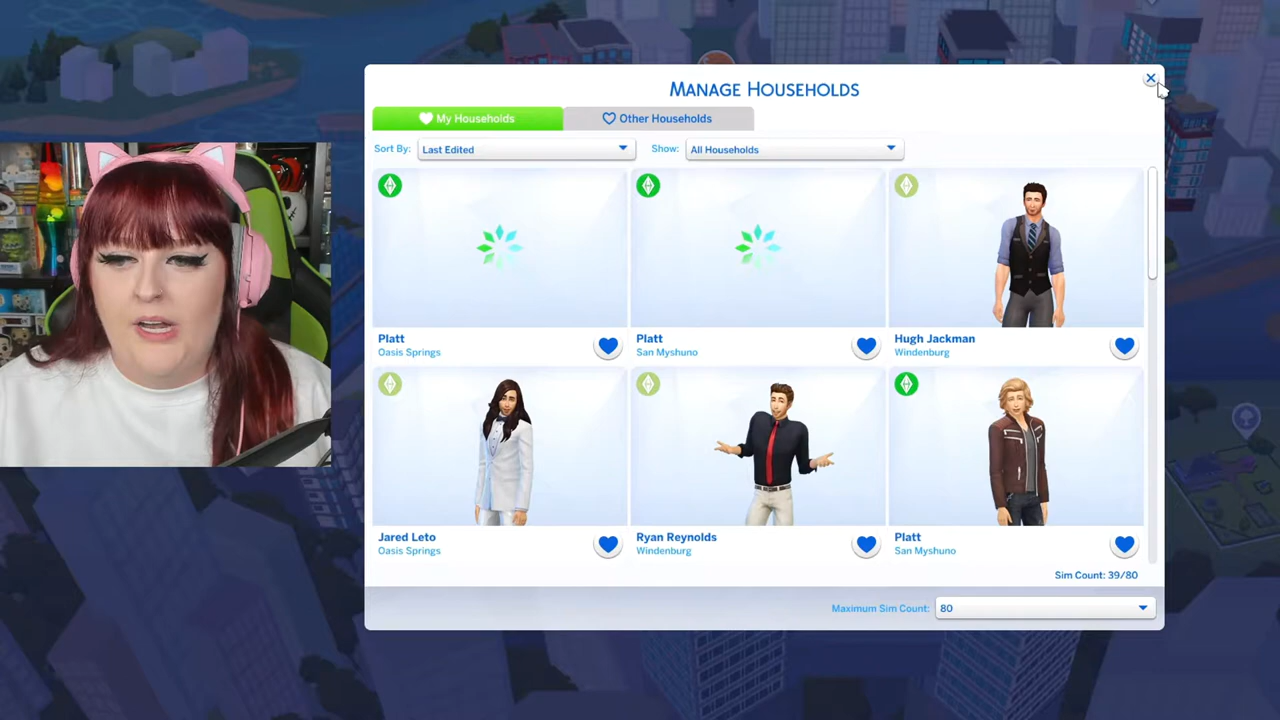 MANAGE HOUSEHOLDS
My Households
Other Households
Sort By:
Last Edited
Show:
All Households
Platt
Oasis Springs
Platt
San Myshuno
Hugh Jackman
Windenburg
Jared Leto
Oasis Springs
Ryan Reynolds
Windenburg
Platt
San Myshuno
Sim Count: 39/80
Maximum Sim Count:
80